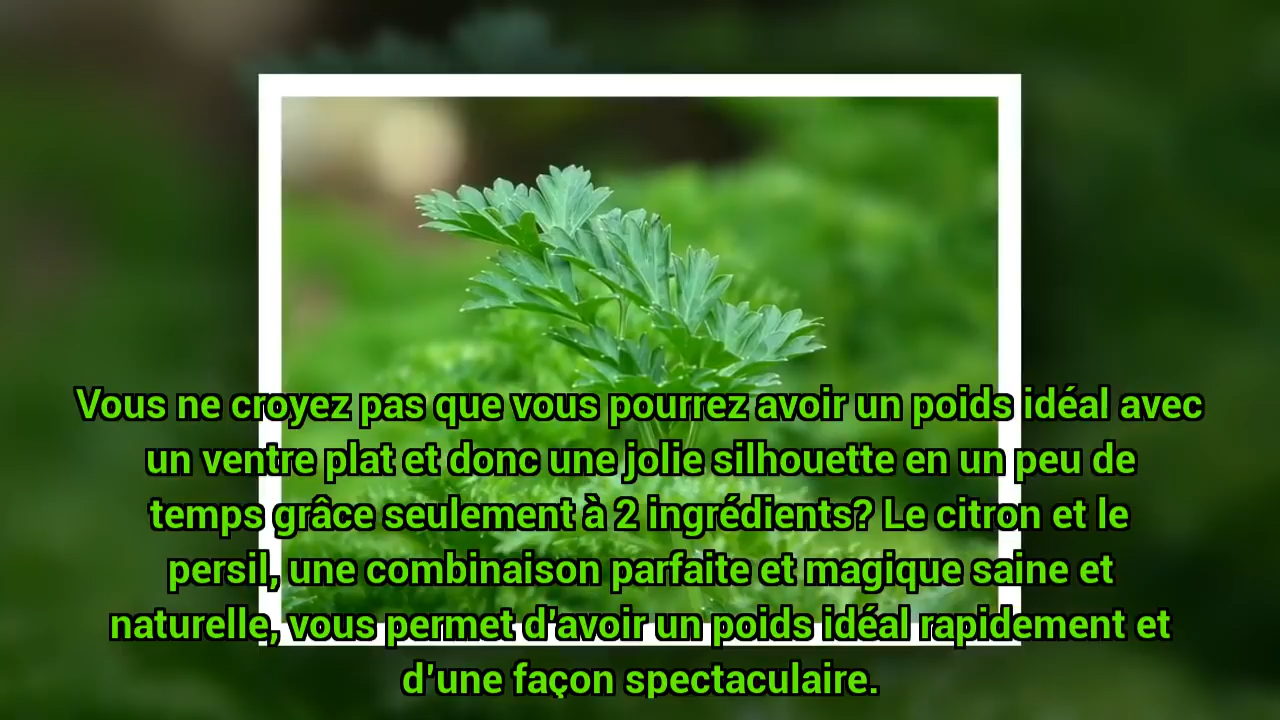 Vous ne croyez pas que vous pourrez avoir un poids idéal avec
un ventre plat et donc une jolie silhouette en un peu de
temps grâce seulement à 2 ingrédients? Le citron et le
persil, une combinaison parfaite et magique saine et
naturelle, vous permet d'avoir un poids idéal rapidement et
d'une façon spectaculaire.